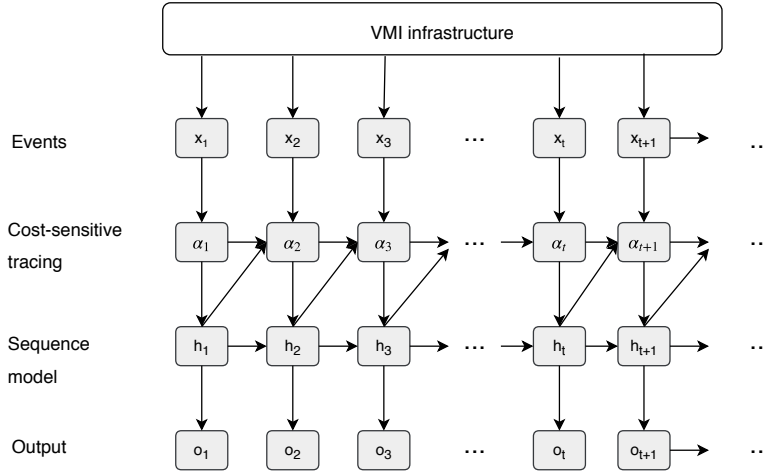 VMI infrastructure
Events x₁ x₂ x₃ ... xₜ xₜ₊₁ ..
Cost-sensitive
tracing
α₁ α₂ α₃ ... αₜ αₜ₊₁ ..
Sequence
model
h₁ h₂ h₃ ... hₜ hₜ₊₁ ..
Output o₁ o₂ o₃ ... oₜ oₜ₊₁ ..